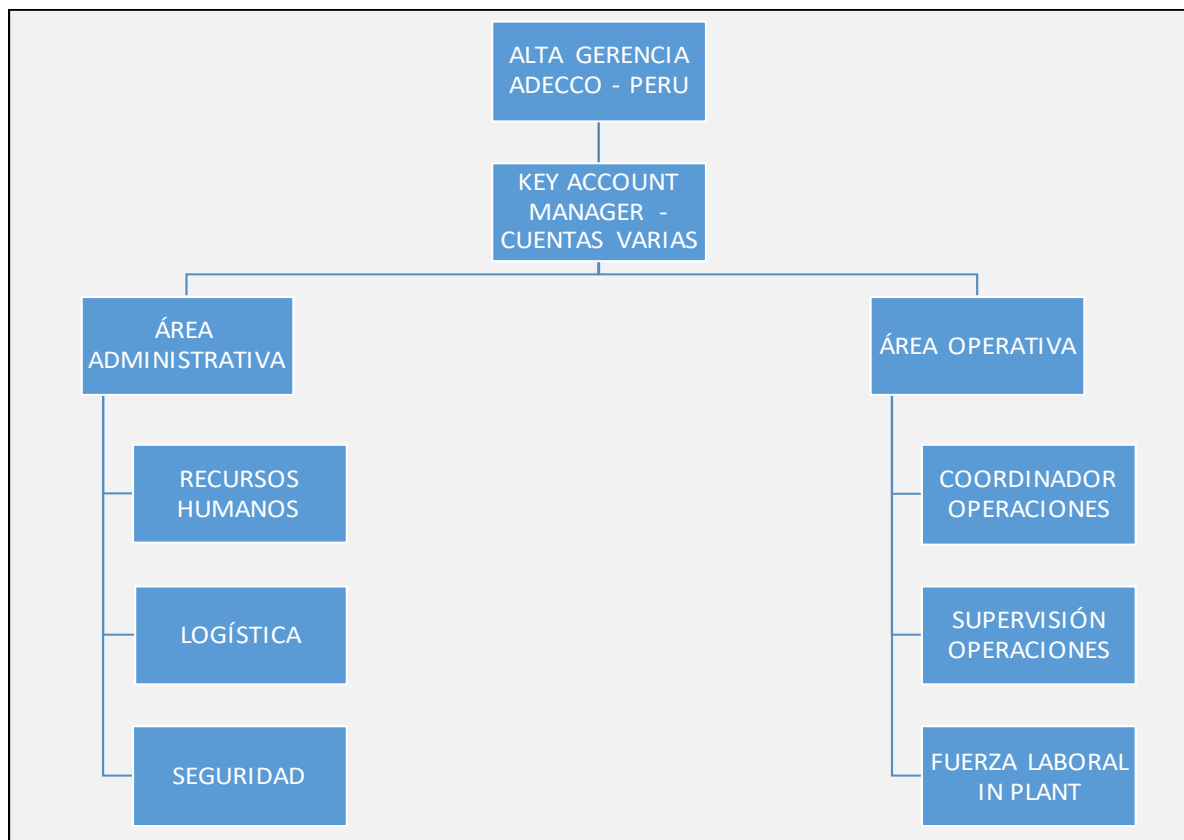 ALTA GERENCIA
ADECCO - PERU
KEY ACCOUNT
MANAGER -
CUENTAS VARIAS
ÁREA
ADMINISTRATIVA
RECURSOS
HUMANOS
LOGÍSTICA
SEGURIDAD
ÁREA OPERATIVA
COORDINADOR
OPERACIONES
SUPERVISIÓN
OPERACIONES
FUERZA LABORAL
IN PLANT